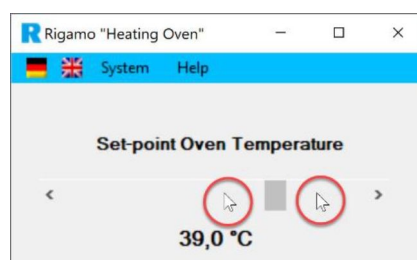 R Rigamo "Heating Oven"
System Help
Set-point Oven Temperature
39,0 °C